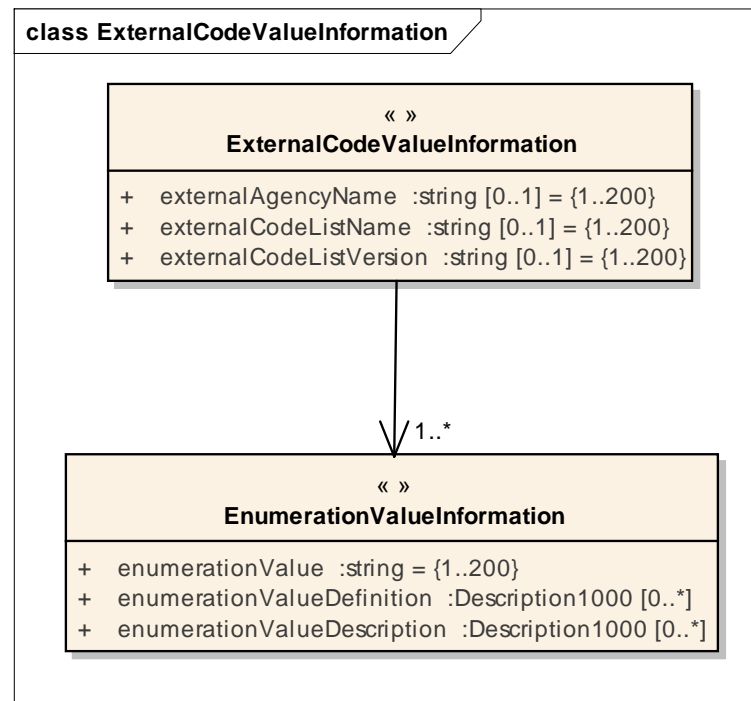 class ExternalCodeValueInformation
« »
ExternalCodeValueInformation
+ externalAgencyName :string [0..1] = {1..200}
+ externalCodeListName :string [0..1] = {1..200}
+ externalCodeListVersion :string [0..1] = {1..200}
1..*
« »
EnumerationValueInformation
+ enumerationValue :string = {1..200}
+ enumerationValueDefinition :Description1000 [0..*]
+ enumerationValueDescription :Description1000 [0..*]